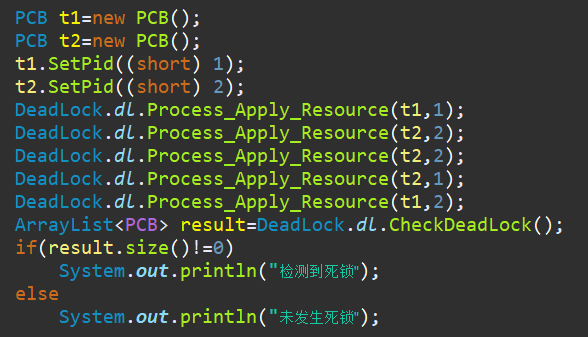 PCB t1=new PCB();
PCB t2=new PCB();
t1.SetPid((short) 1);
t2.SetPid((short) 2);
DeadLock.dl.Process_Apply_Resource(t1,1);
DeadLock.dl.Process_Apply_Resource(t2,2);
DeadLock.dl.Process_Apply_Resource(t2,2);
DeadLock.dl.Process_Apply_Resource(t2,1);
DeadLock.dl.Process_Apply_Resource(t1,2);
ArrayList<PCB> result=DeadLock.dl.CheckDeadLock();
if(result.size()!=0)
    System.out.println("检测到死锁");
else
    System.out.println("未发生死锁");